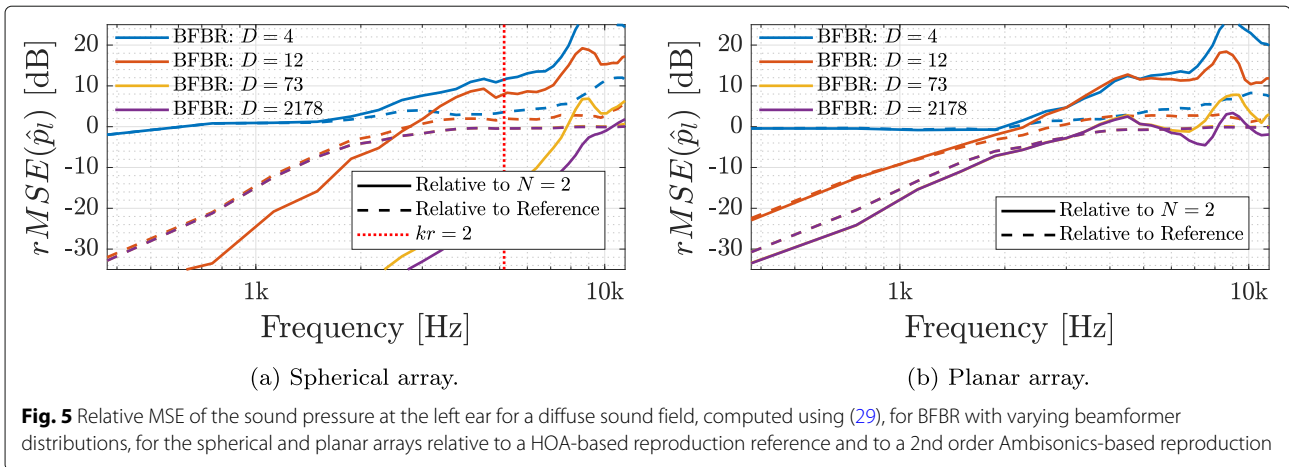 20
10
0
-10
-20
-30
rMSE(p̂l) [dB]
BFBR: D = 4
BFBR: D = 12
BFBR: D = 73
BFBR: D = 2178
Relative to N = 2
Relative to Reference
kr = 2
1k
10k
Frequency [Hz]
(a) Spherical array.
20
10
0
-10
-20
-30
rMSE(p̂l) [dB]
BFBR: D = 4
BFBR: D = 12
BFBR: D = 73
BFBR: D = 2178
Relative to N = 2
Relative to Reference
1k
10k
Frequency [Hz]
(b) Planar array.
Fig. 5 Relative MSE of the sound pressure at the left ear for a diffuse sound field, computed using (29), for BFBR with varying beamformer
distributions, for the spherical and planar arrays relative to a HOA-based reproduction reference and to a 2nd order Ambisonics-based reproduction